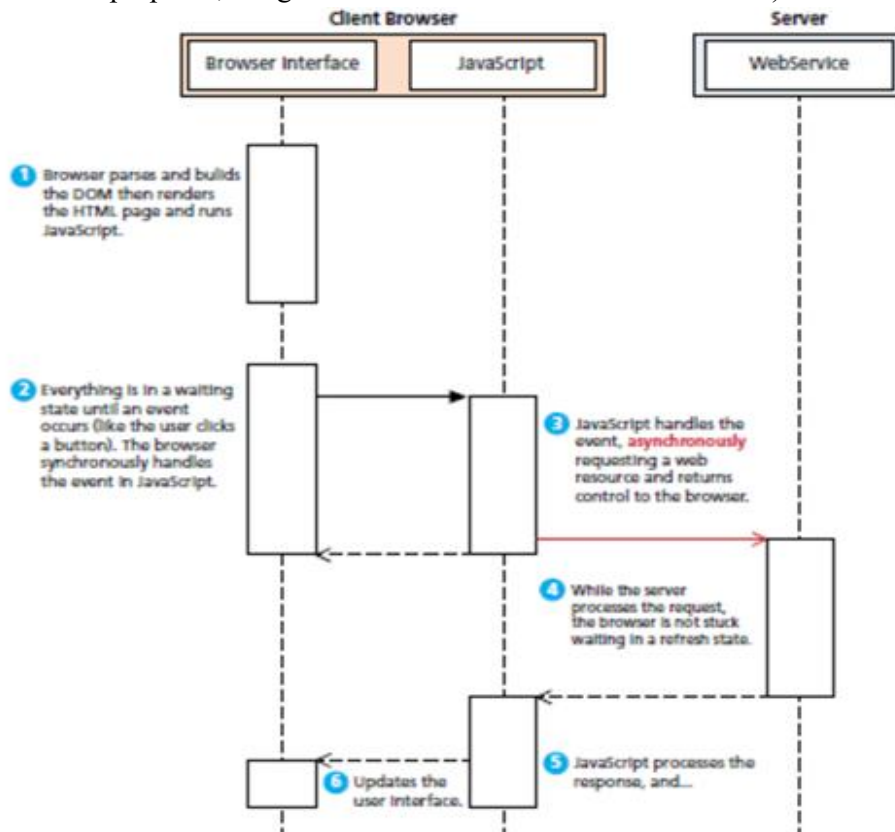 Client Browser
Server
Browser Interface
JavaScript
WebService
1 Browser parses and builds
the DOM then renders
the HTML page and runs
JavaScript.
2 Everything is in a waiting
state until an event
occurs (like the user clicks
a button). The browser
synchronously handles
the event in JavaScript.
3 JavaScript handles the
event, asynchronously
requesting a web
resource and returns
control to the browser.
4 While the server
processes the request,
the browser is not stuck
waiting in a refresh state.
5 JavaScript processes the
response, and...
6 Updates the
user interface.